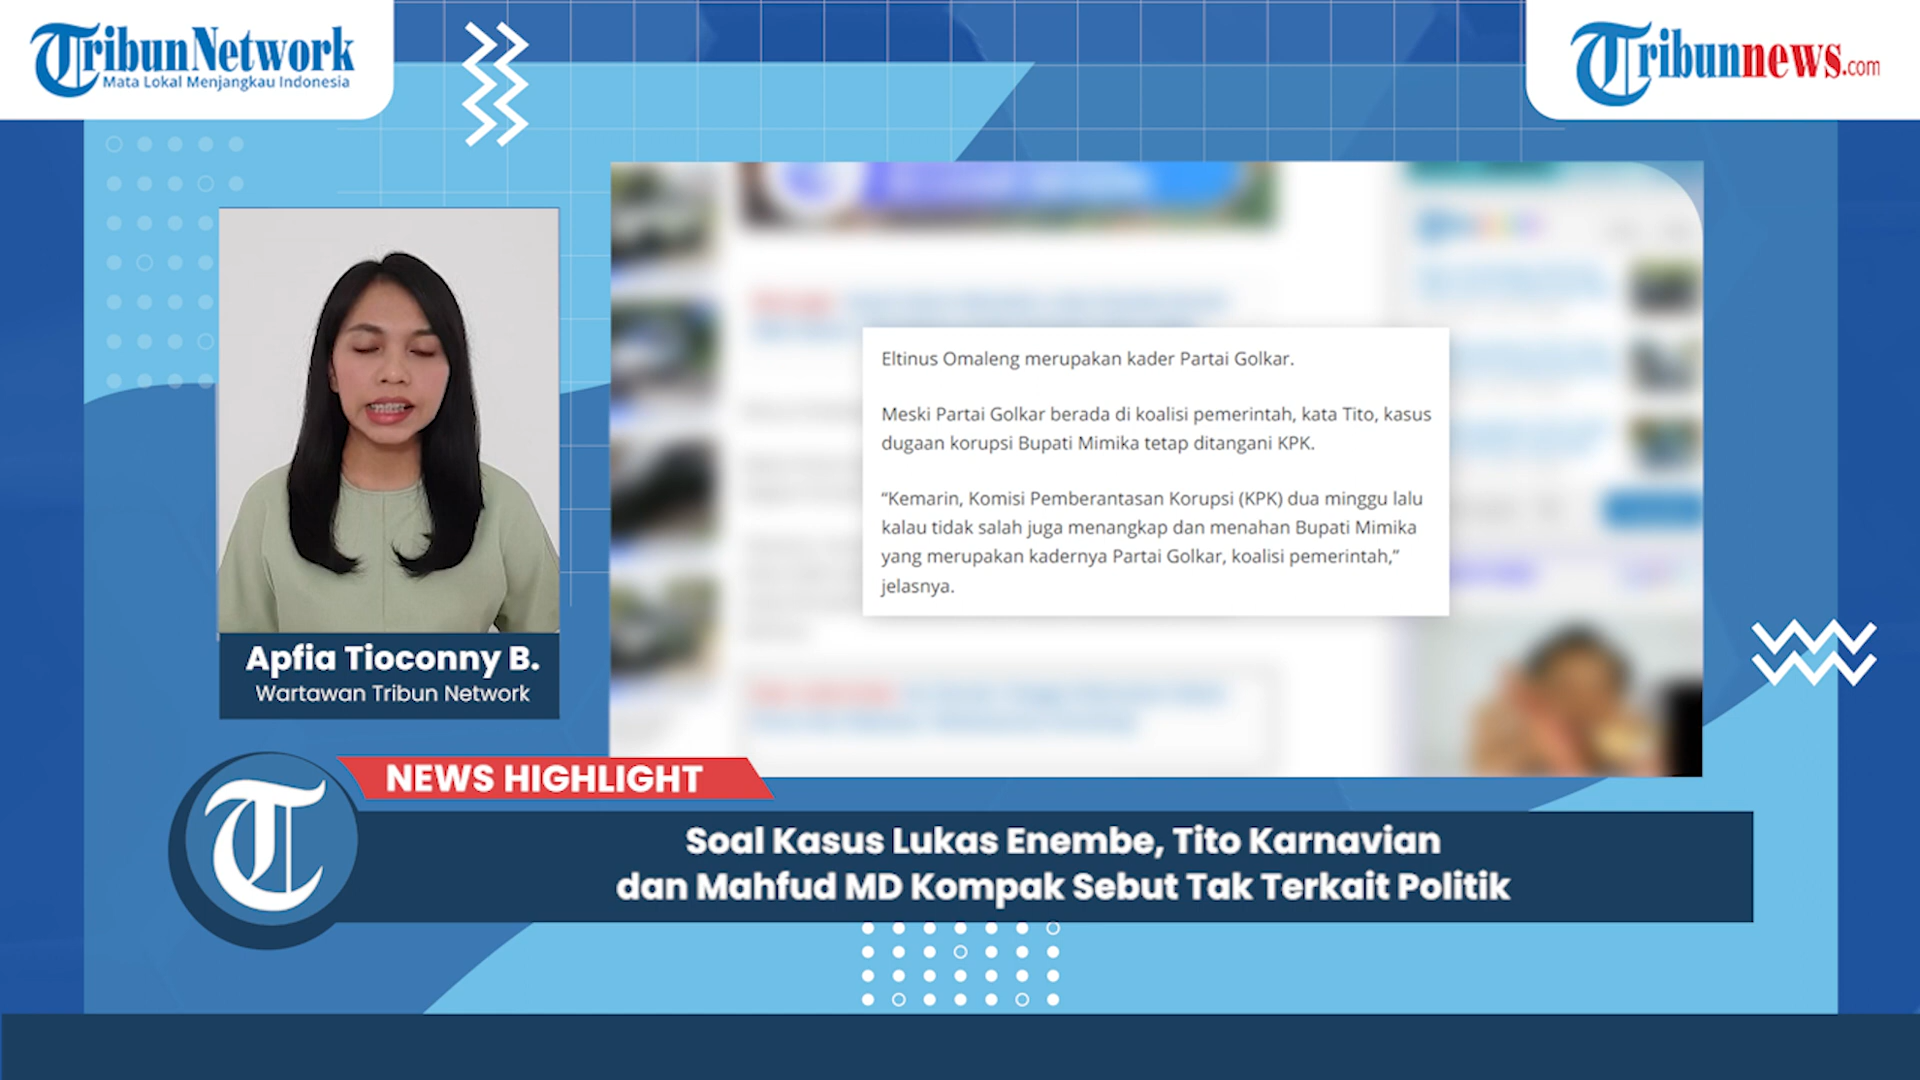 Tribun Network
Mata Lokal Menjangkau Indonesia
Tribunnews.com
Eltinus Omaleng merupakan kader Partai Golkar.
Meski Partai Golkar berada di koalisi pemerintah, kata Tito, kasus
dugaan korupsi Bupati Mimika tetap ditangani KPK.
“Kemarin, Komisi Pemberantasan Korupsi (KPK) dua minggu lalu
kalau tidak salah juga menangkap dan menahan Bupati Mimika
yang merupakan kadernya Partai Golkar, koalisi pemerintah,”
jelasnya.
Apfia Tioconny B.
Wartawan Tribun Network
T
NEWS HIGHLIGHT
Soal Kasus Lukas Enembe, Tito Karnavian
dan Mahfud MD Kompak Sebut Tak Terkait Politik